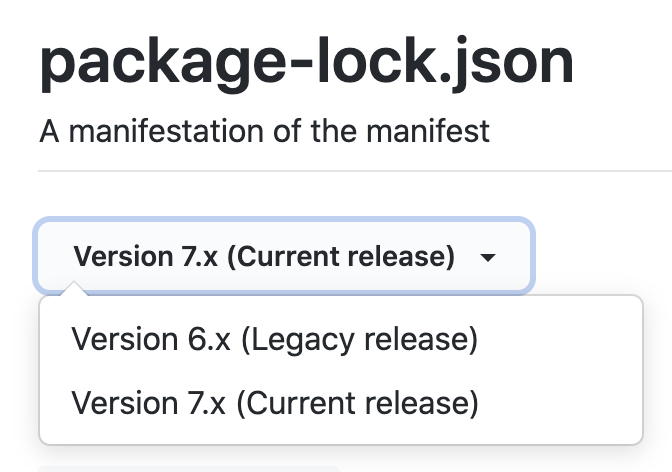 package-lock.json
A manifestation of the manifest
Version 7.x (Current release)
Version 6.x (Legacy release)
Version 7.x (Current release)